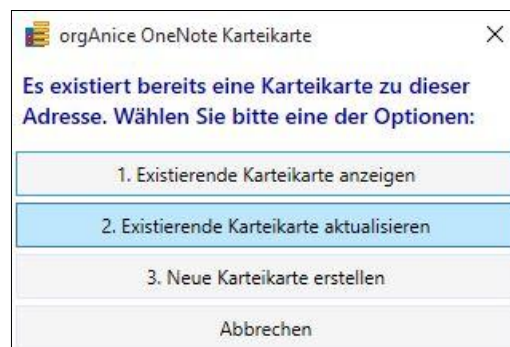 orgAnice OneNote Karteikarte
Es existiert bereits eine Karteikarte zu dieser
Adresse. Wählen Sie bitte eine der Optionen:
1. Existierende Karteikarte anzeigen
2. Existierende Karteikarte aktualisieren
3. Neue Karteikarte erstellen
Abbrechen